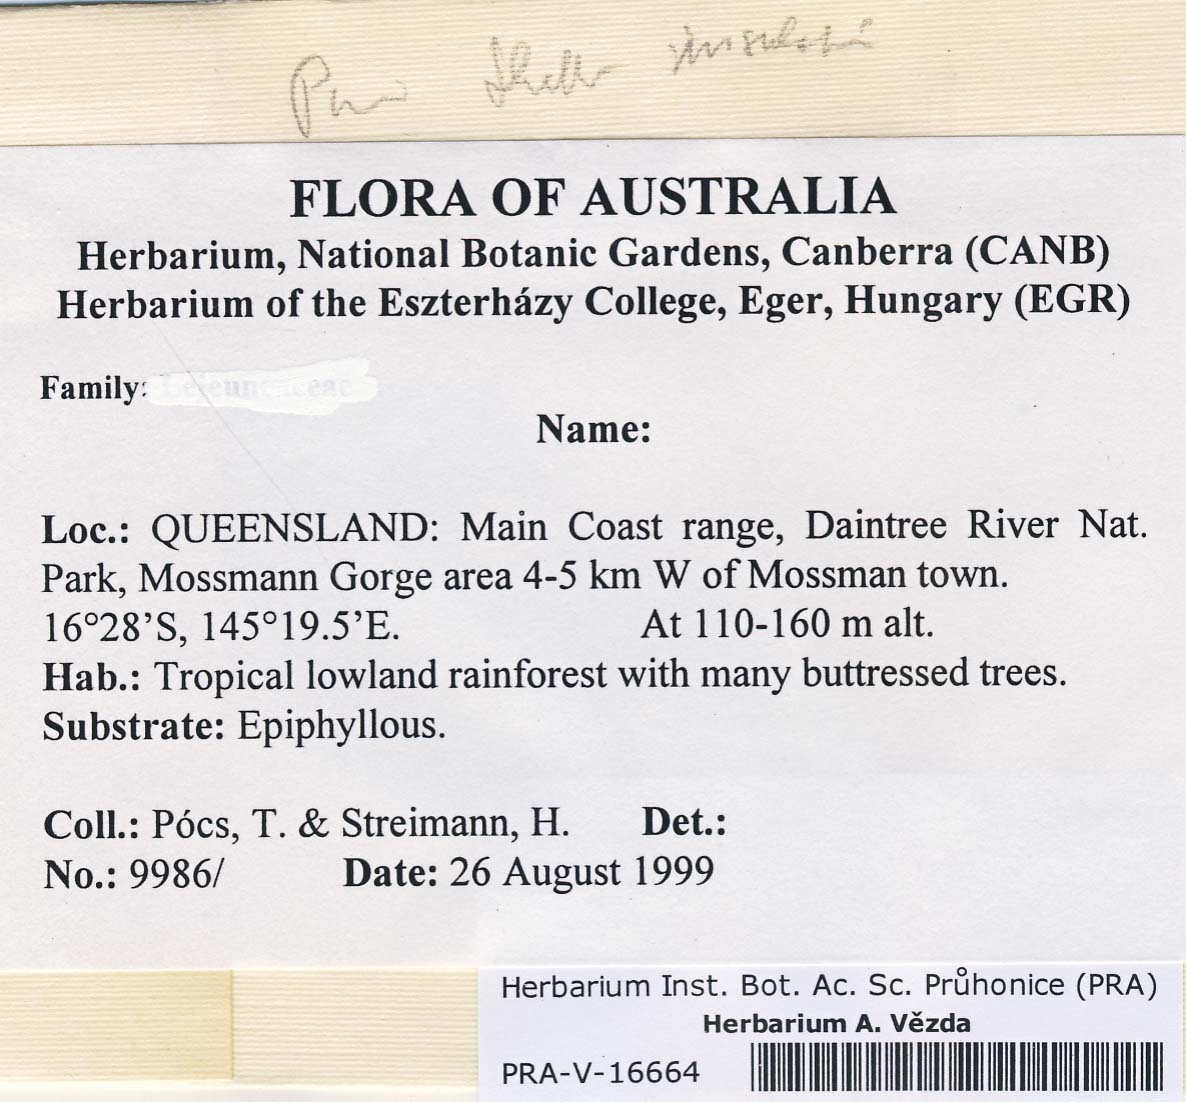 FLORA OF AUSTRALIA
Herbarium, National Botanic Gardens, Canberra (CANB)
Herbarium of the Eszterházy College, Eger, Hungary (EGR)
Family: Lejeuneaceae
Name:
Loc.: QUEENSLAND: Main Coast range, Daintree River Nat.
Park, Mossmann Gorge area 4-5 km W of Mossman town.
16°28’S, 145°19.5’E. At 110-160 m alt.
Hab.: Tropical lowland rainforest with many buttressed trees.
Substrate: Epiphyllous.
Coll.: Pócs, T. & Streimann, H. Det.:
No.: 9986/ Date: 26 August 1999
Herbarium Inst. Bot. Ac. Sc. Průhonice (PRA)
Herbarium A. Vězda
PRA-V-16664